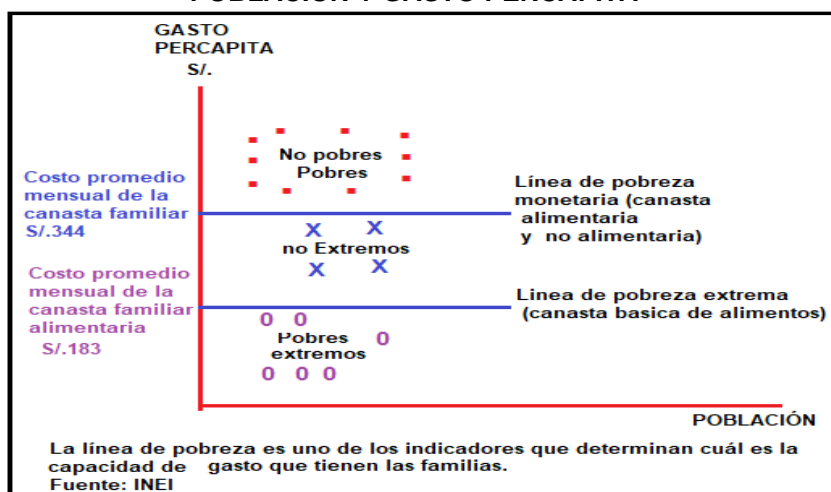 POBLACIÓN Y GASTO PERCAPITA
GASTO
PERCAPITA
S/.
No pobres
Pobres
Costo promedio
mensual de la
canasta familiar
S/.344
Línea de pobreza
monetaria (canasta
alimentaria
y no alimentaria)
X X
no Extremos
X X
Costo promedio
mensual de la
canasta familiar
alimentaria
S/.183
Linea de pobreza extrema
(canasta basica de alimentos)
0 0
Pobres 0
extremos
0 0 0
POBLACIÓN
La línea de pobreza es uno de los indicadores que determinan cuál es la
capacidad de gasto que tienen las familias.
Fuente: INEI